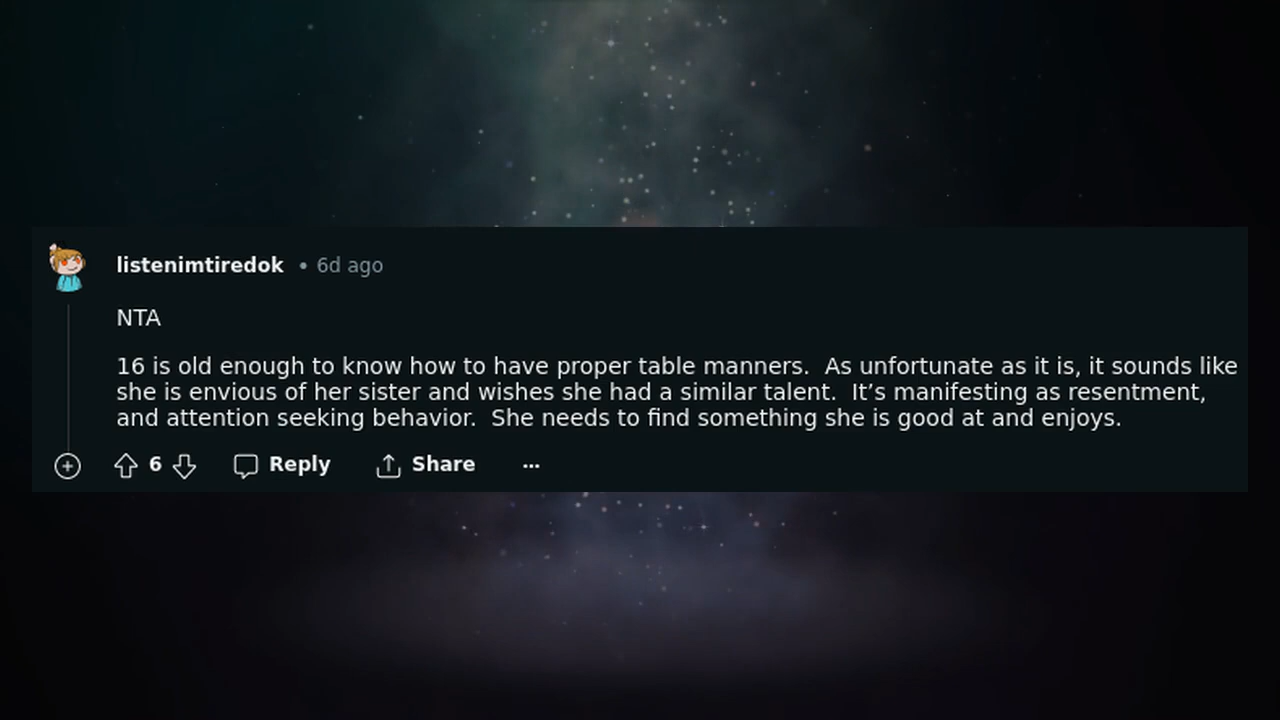 listenimtiredok • 6d ago
NTA
16 is old enough to know how to have proper table manners.  As unfortunate as it is, it sounds like
she is envious of her sister and wishes she had a similar talent.  It’s manifesting as resentment,
and attention seeking behavior.  She needs to find something she is good at and enjoys.
6 Reply Share ···